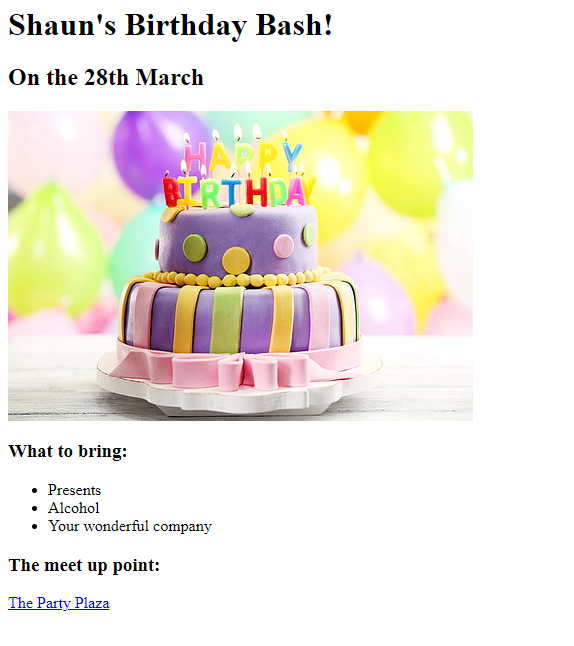 Shaun's Birthday Bash!
On the 28th March
HAPPY
BIRTHDAY
What to bring:
Presents
Alcohol
Your wonderful company
The meet up point:
The Party Plaza